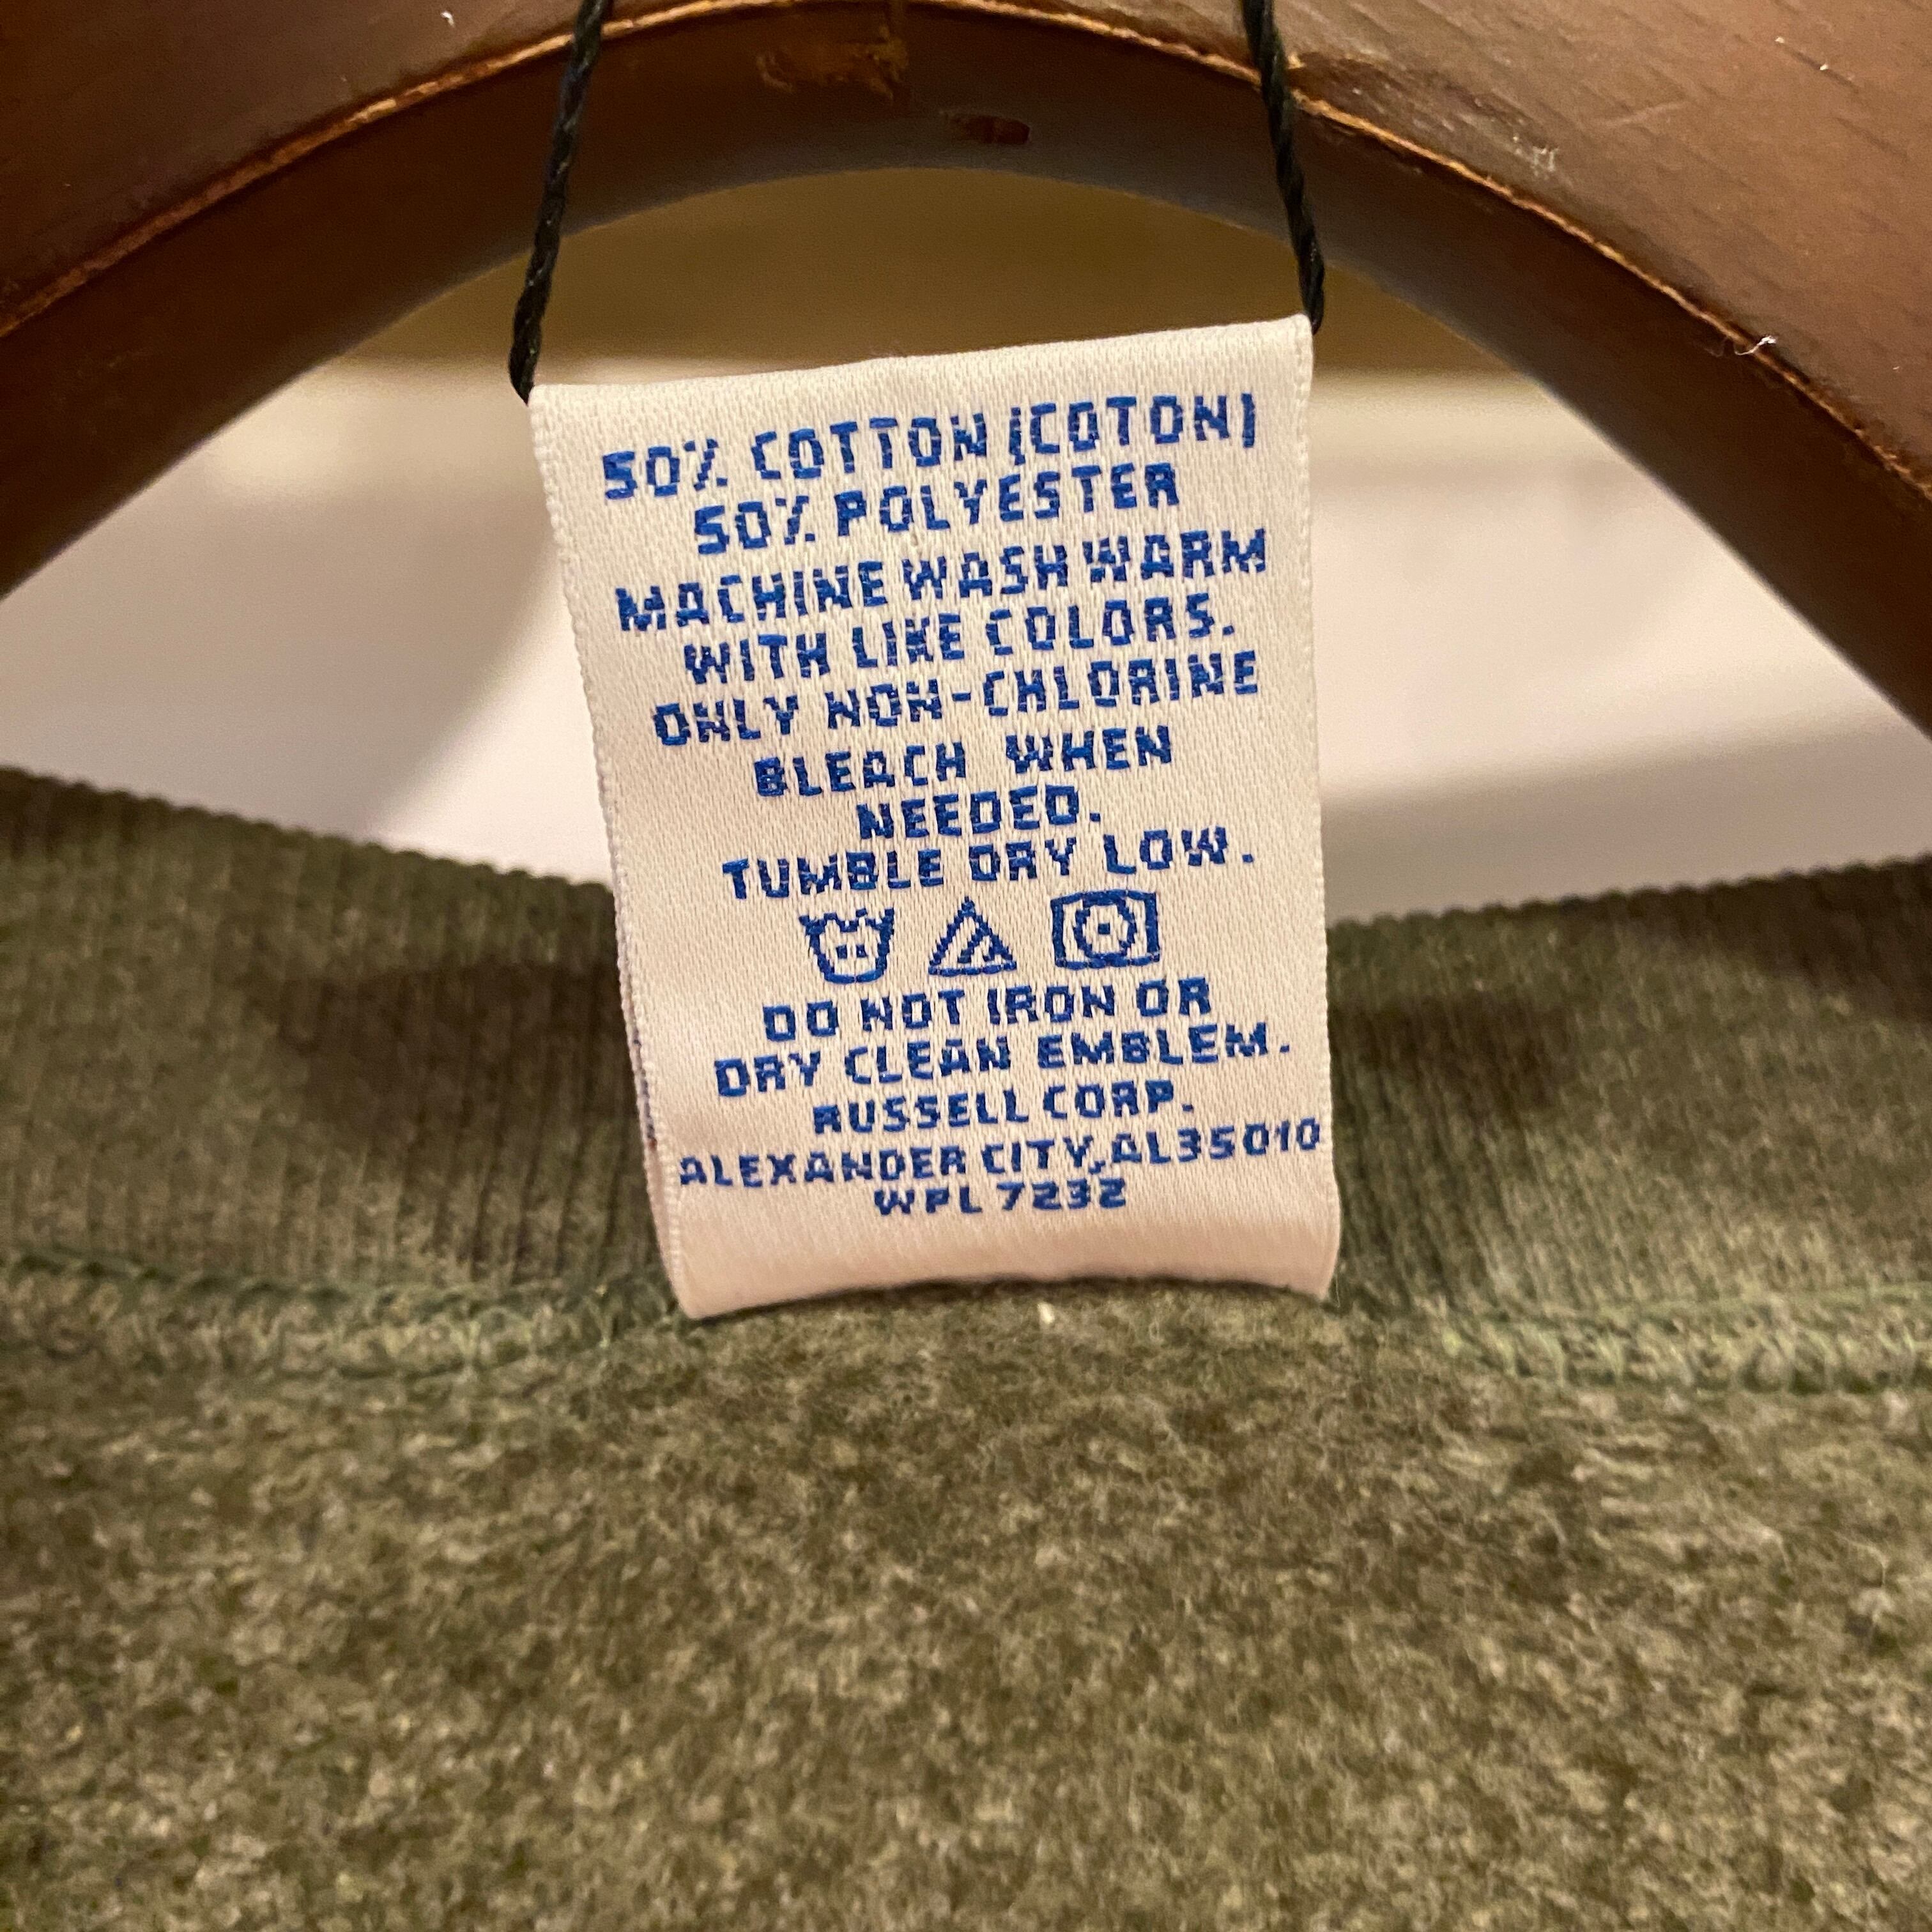 50% COTTON (COTON)
50% POLYESTER
MACHINE WASH WARM
WITH LIKE COLORS.
ONLY NON-CHLORINE
BLEACH WHEN
NEEDED.
TUMBLE DRY LOW.
DO NOT IRON OR
DRY CLEAN EMBLEM.
RUSSELL CORP.
ALEXANDER CITY, AL35010
WPL 7232